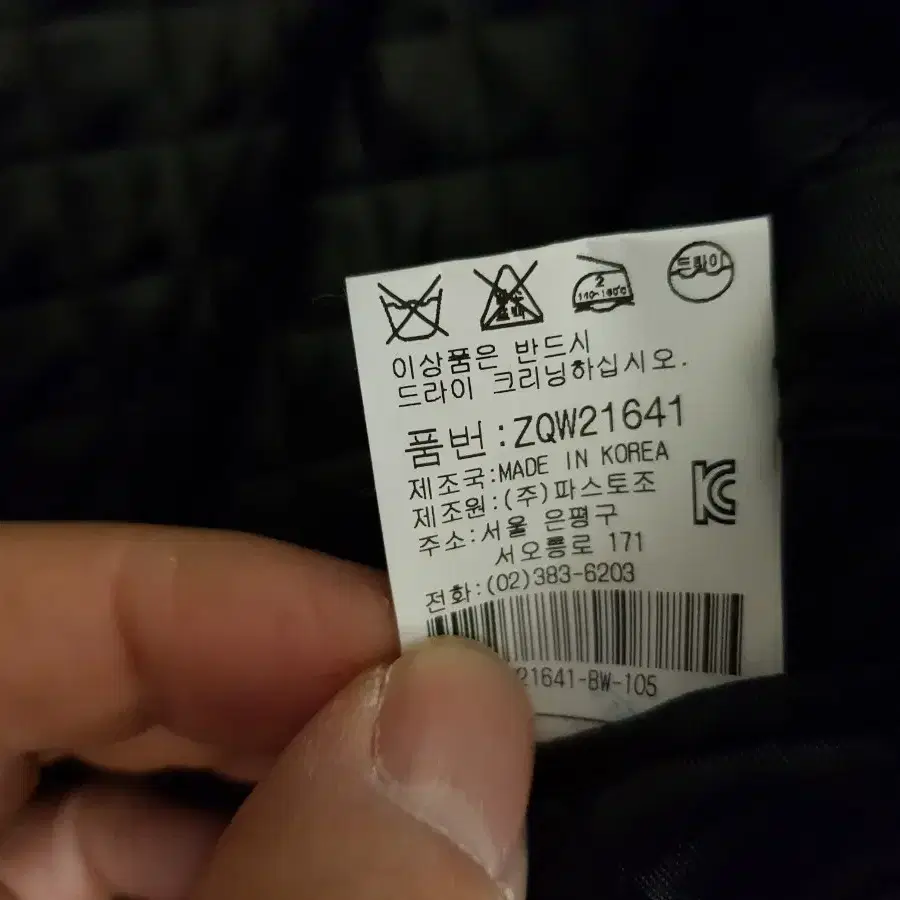 드라이
2
이상품은 반드시
드라이 크리닝하십시오.
품번:ZQW21641
제조국:MADE IN KOREA
제조원:(주)파스토조
주소:서울 은평구
서오릉로 171
전화:(02)383-6203
21641-BW-105